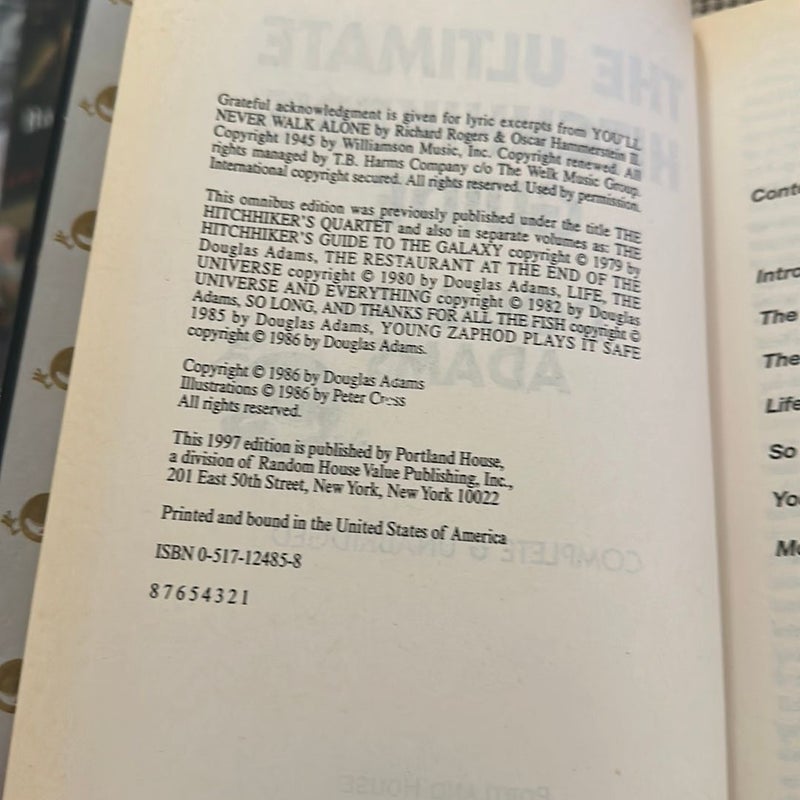 Grateful acknowledgment is given for lyric excerpts from YOU'LL
NEVER WALK ALONE by Richard Rogers & Oscar Hammerstein II.
Copyright 1945 by Williamson Music, Inc. Copyright renewed. All
rights managed by T.B. Harms Company c/o The Welk Music Group.
International copyright secured. All rights reserved. Used by permission.
This omnibus edition was previously published under the title THE
HITCHHIKER'S QUARTET and also in separate volumes as: THE
HITCHHIKER'S GUIDE TO THE GALAXY copyright © 1979 by
Douglas Adams, THE RESTAURANT AT THE END OF THE
UNIVERSE copyright © 1980 by Douglas Adams, LIFE, THE
UNIVERSE AND EVERYTHING copyright © 1982 by Douglas
Adams, SO LONG, AND THANKS FOR ALL THE FISH copyright ©
1985 by Douglas Adams, YOUNG ZAPHOD PLAYS IT SAFE
copyright © 1986 by Douglas Adams.
Copyright © 1986 by Douglas Adams
Illustrations © 1986 by Peter Cross
All rights reserved.
This 1997 edition is published by Portland House,
a division of Random House Value Publishing, Inc.,
201 East 50th Street, New York, New York 10022
Printed and bound in the United States of America
ISBN 0-517-12485-8
8 7 6 5 4 3 2 1
Conte
Intro
The
The
Life
So
You
Mo